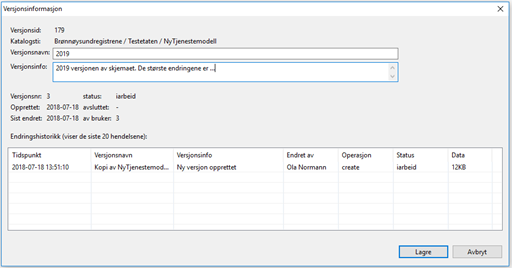 Versjonsinformasjon
Versjonsid: 179
Katalogsti: Brønnøysundregistrene / Testetaten / NyTjenestemodell
Versjonsnavn: 2019
Versjonsinfo: 2019 versjonen av skjemaet. De største endringene er ...
Versjonsnr: 3 status: iarbeid
Opprettet: 2018-07-18 avsluttet: -
Sist endret: 2018-07-18 av bruker: 3
Endringshistorikk (viser de siste 20 hendelsene):
Tidspunkt Versjonsnavn Versjonsinfo Endret av Operasjon Status Data
2018-07-18 13:51:10 Kopi av NyTjenestemod... Ny versjon opprettet Ola Normann create iarbeid 12KB
Lagre Avbryt